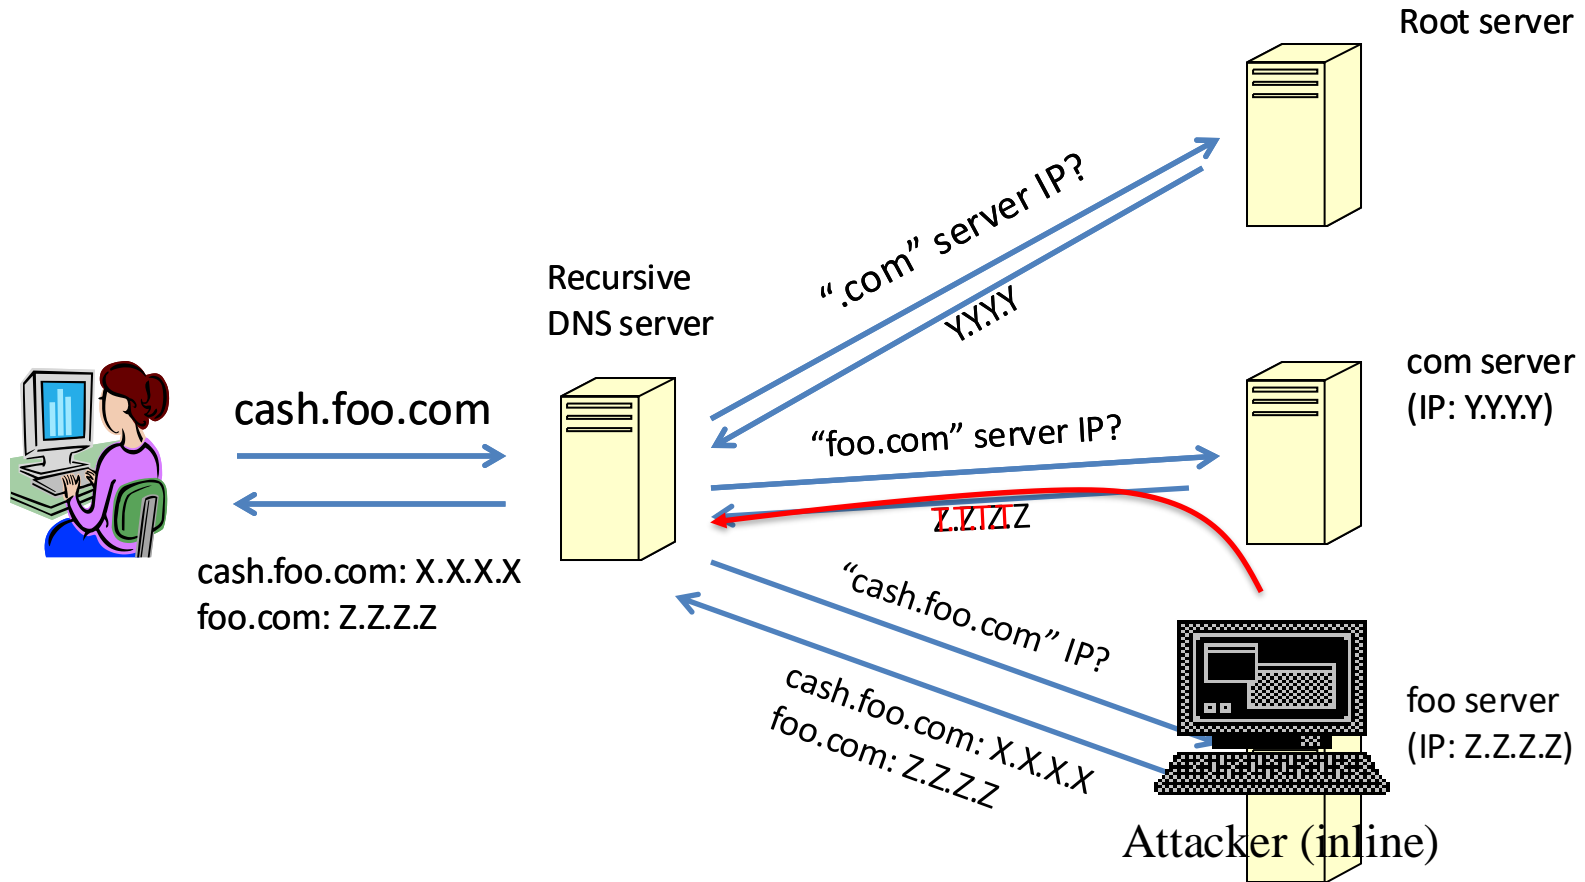 Root server
“.com” server IP?
Y.Y.Y.Y
Recursive
DNS server
com server
(IP: Y.Y.Y.Y)
cash.foo.com
“foo.com” server IP?
Z.Z.Z.Z
T.T.T.T
cash.foo.com: X.X.X.X
foo.com: Z.Z.Z.Z
“cash.foo.com” IP?
cash.foo.com: X.X.X.X
foo.com: Z.Z.Z.Z
foo server
(IP: Z.Z.Z.Z)
Attacker (inline)